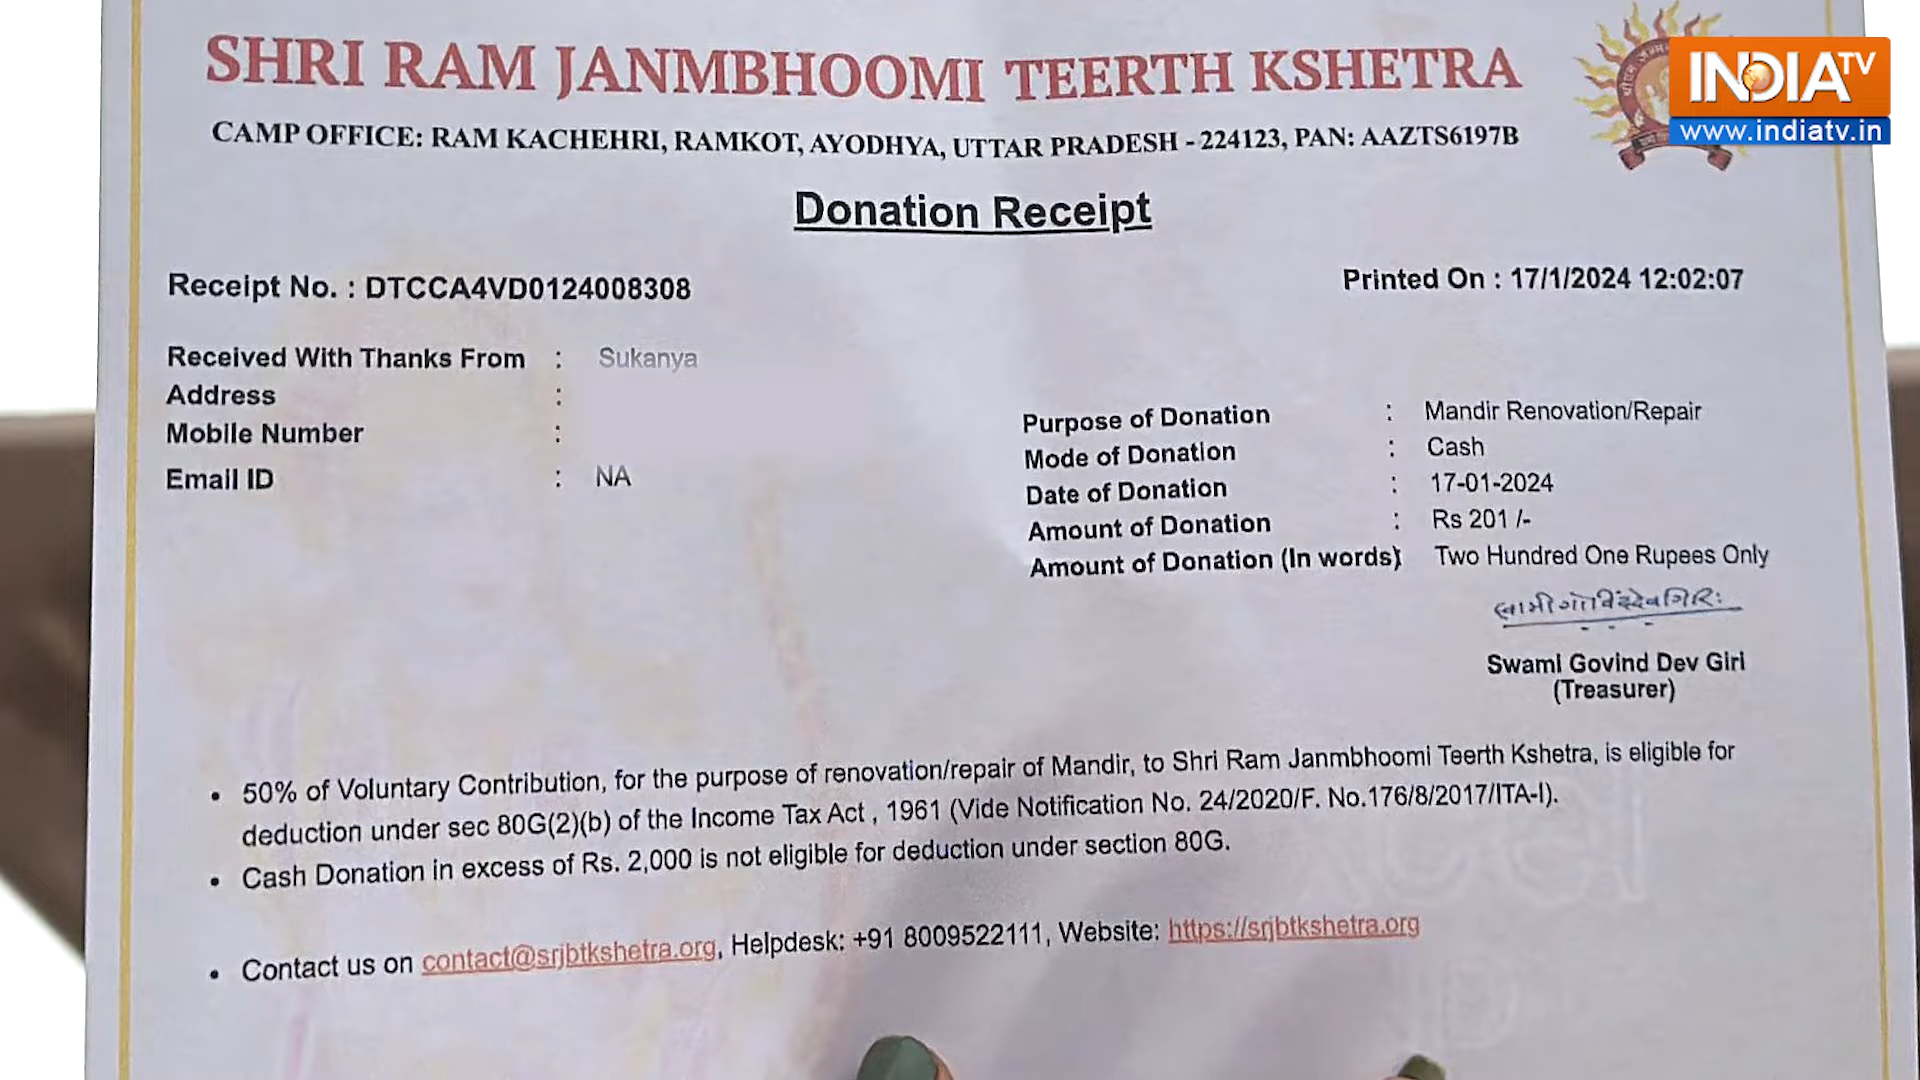 SHRI RAM JANMBHOOMI TEERTH KSHETRA
INDIA TV
www.indiatv.in
CAMP OFFICE: RAM KACHEHRI, RAMKOT, AYODHYA, UTTAR PRADESH - 224123, PAN: AAZTS6197B
Donation Receipt
Receipt No. : DTCCA4VD0124008308
Printed On : 17/1/2024 12:02:07
Received With Thanks From : Sukanya
Address :
Mobile Number :
Email ID : NA
Purpose of Donation : Mandir Renovation/Repair
Mode of Donation : Cash
Date of Donation : 17-01-2024
Amount of Donation : Rs 201 /-
Amount of Donation (In words) : Two Hundred One Rupees Only
स्वामी गोविंददेवगिरिः
Swami Govind Dev Giri
(Treasurer)
• 50% of Voluntary Contribution, for the purpose of renovation/repair of Mandir, to Shri Ram Janmbhoomi Teerth Kshetra, is eligible for
deduction under sec 80G(2)(b) of the Income Tax Act , 1961 (Vide Notification No. 24/2020/F. No.176/8/2017/ITA-I).
• Cash Donation in excess of Rs. 2,000 is not eligible for deduction under section 80G.
• Contact us on contact@srjbtkshetra.org, Helpdesk: +91 8009522111, Website: https://srjbtkshetra.org